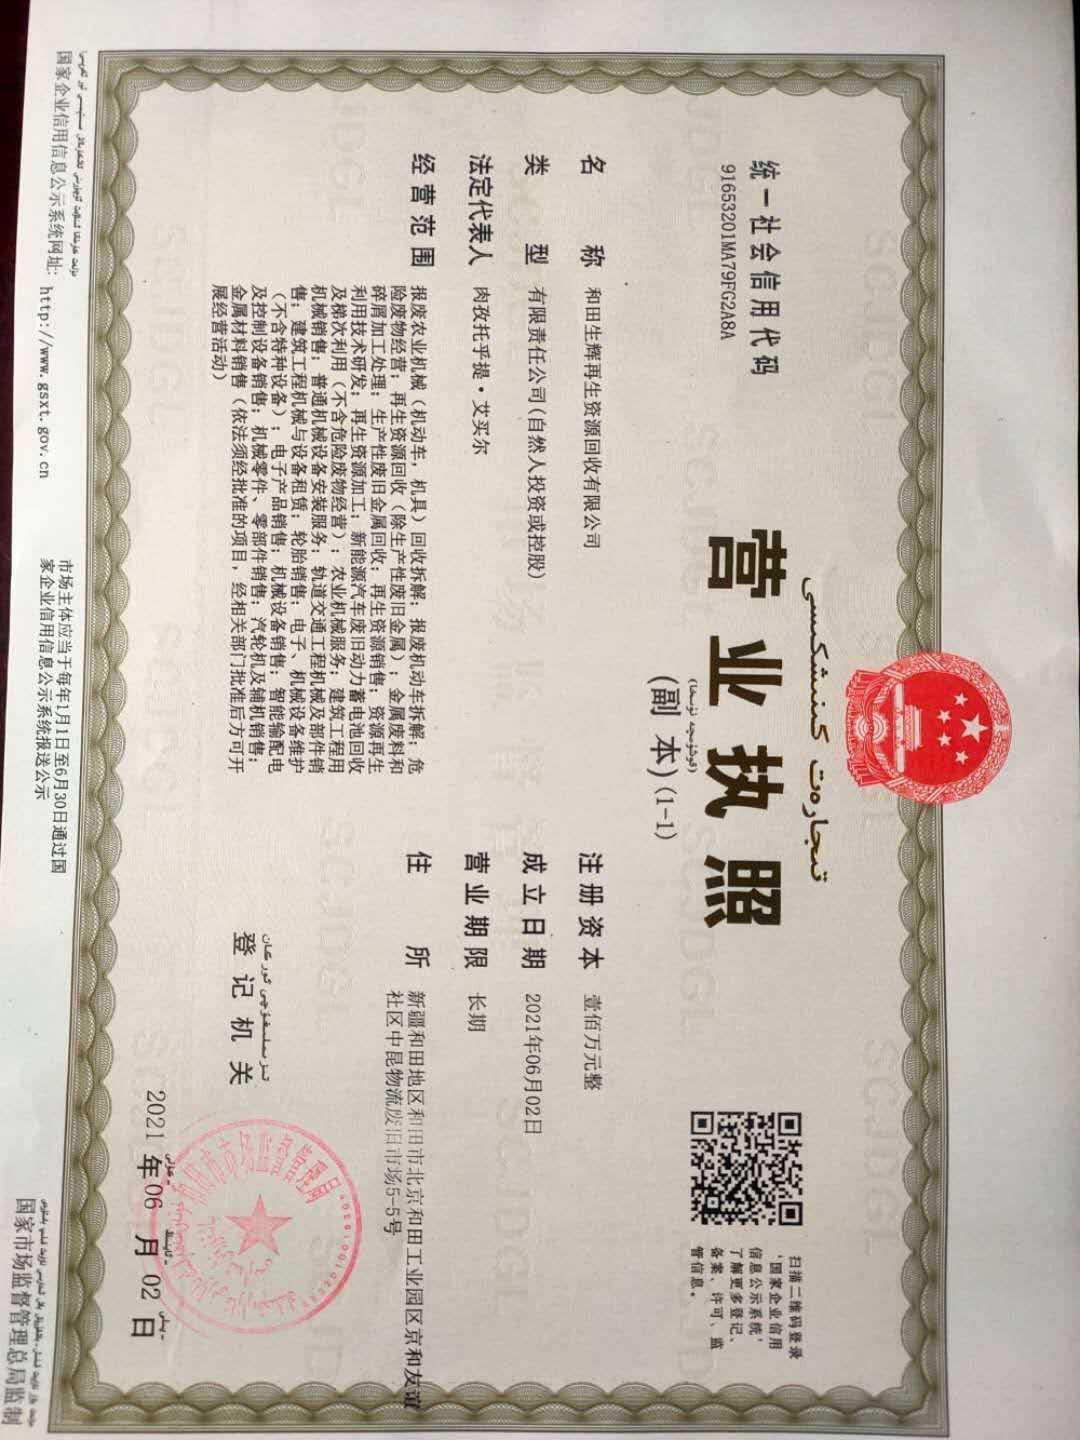 تىجارەت كىنىشكىسى
营业执照
(قوشۇمچە نۇسخا)
(副 本)(1-1)
统一社会信用代码
91653201MA79FG2A8A
扫描二维码登录
‘国家企业信用
信息公示系统’
了解更多登记、
备案、许可、监
管信息。
名称 和田生辉再生资源回收有限公司
类型 有限责任公司(自然人投资或控股)
法定代表人 肉孜托乎提·艾买尔
经营范围 报废农业机械（机动车，机具）回收拆解；报废机动车拆解；危
险废物经营；再生资源回收（除生产性废旧金属）；金属废料和
碎屑加工处理；生产性废旧金属回收；再生资源销售；资源再生
利用技术研发；再生资源加工；新能源汽车废旧动力蓄电池回收
及梯次利用（不含危险废物经营）；农业机械服务；建筑工程用
机械销售；普通机械设备安装服务；轨道交通工程机械及部件销
售；建筑工程机械与设备租赁；轮胎销售；电子、机械设备维护
（不含特种设备）；电子产品销售；机械设备销售；智能输配电
及控制设备销售；机械零件、零部件销售；汽轮机及辅机销售；
金属材料销售（依法须经批准的项目，经相关部门批准后方可开
展经营活动）
注册资本 壹佰万元整
成立日期 2021年06月02日
营业期限 长期
住所 新疆和田地区和田市北京和田工业园区京和友谊
社区中昆物流废旧市场5-5号
登记机关
2021 年 06 月 02 日
和田市市场监督管理局
国家企业信用信息公示系统网址: http://www.gsxt.gov.cn
市场主体应当于每年1月1日至6月30日通过国
家企业信用信息公示系统报送公示
国家市场监督管理总局监制